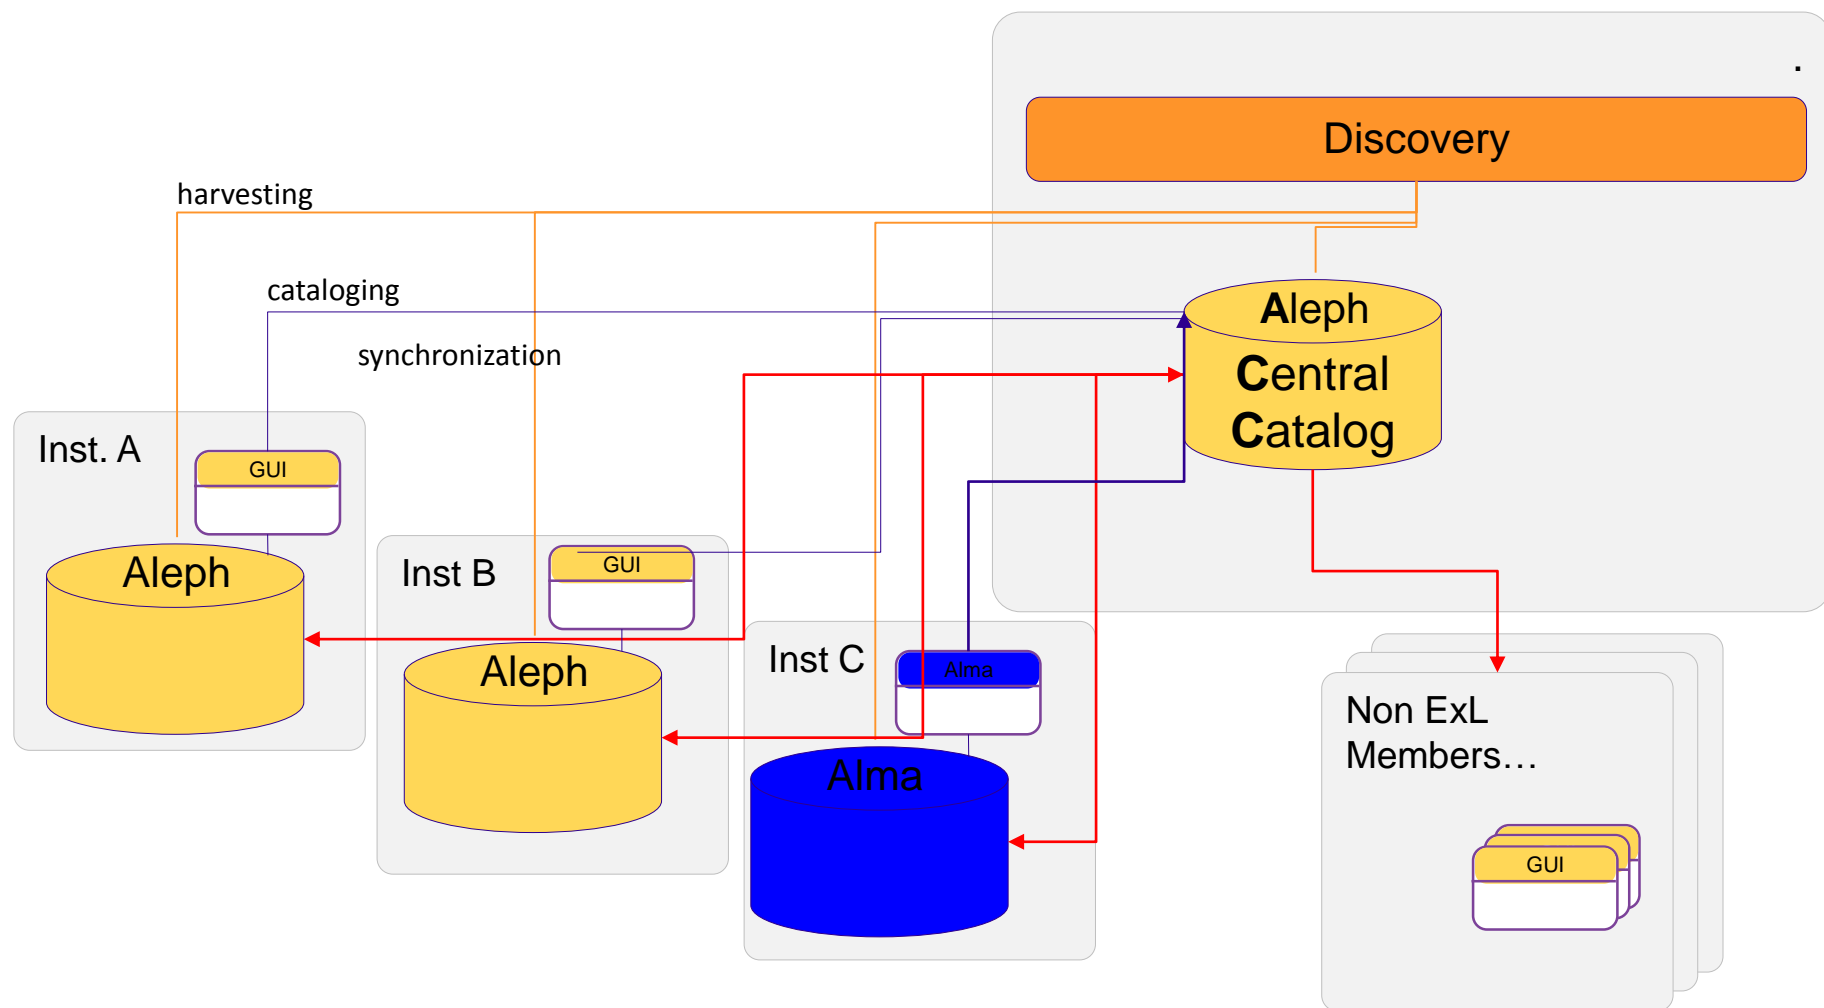 .
Discovery
harvesting
cataloging
synchronization
Aleph
Central
Catalog
Inst. A
GUI
Aleph
Inst B
GUI
Aleph
Inst C
Alma
Alma
Non ExL
Members…
GUI